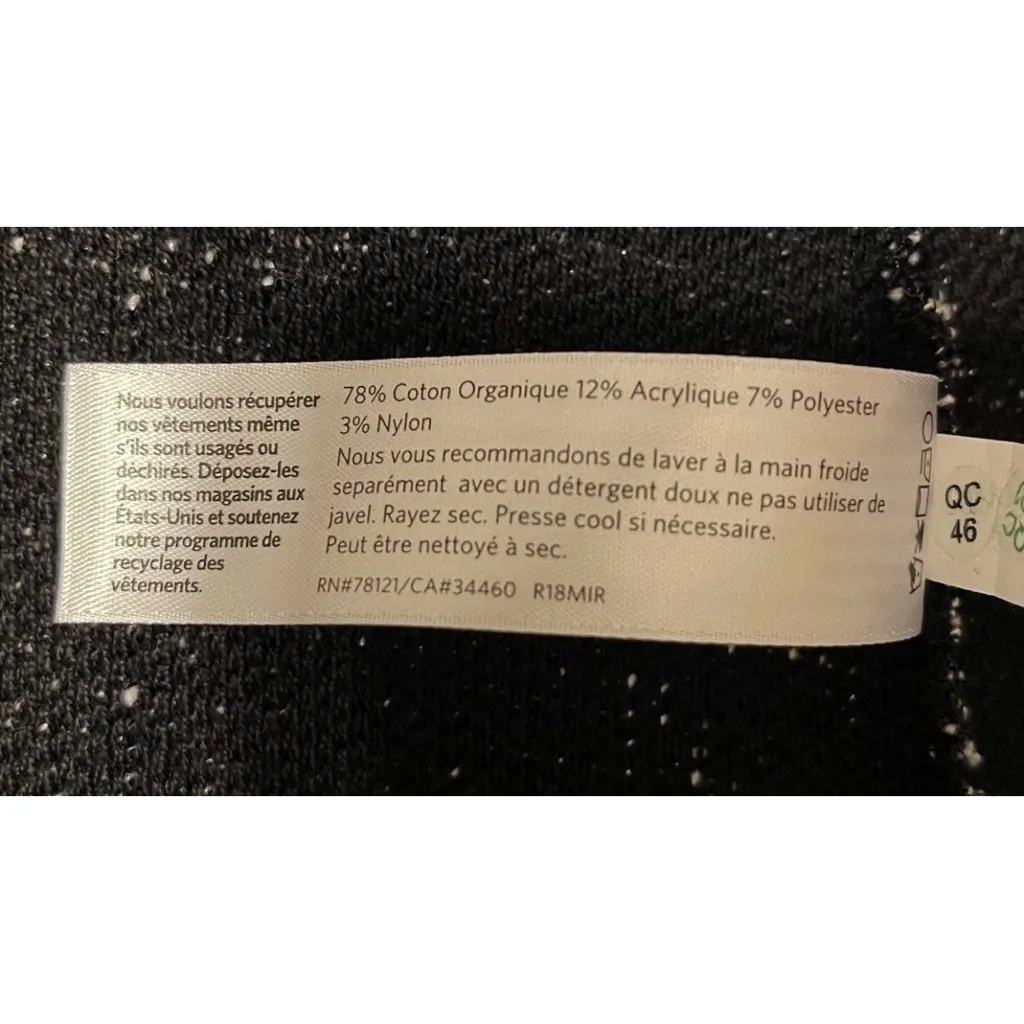 Nous voulons récupérer
nos vêtements même
s'ils sont usagés ou
déchirés. Déposez-les
dans nos magasins aux
États-Unis et soutenez
notre programme de
recyclage des
vêtements.
78% Coton Organique 12% Acrylique 7% Polyester
3% Nylon
Nous vous recommandons de laver à la main froide
separément avec un détergent doux ne pas utiliser de
javel. Rayez sec. Presse cool si nécessaire.
Peut être nettoyé à sec.
RN#78121/CA#34460 R18MIR
QC
46